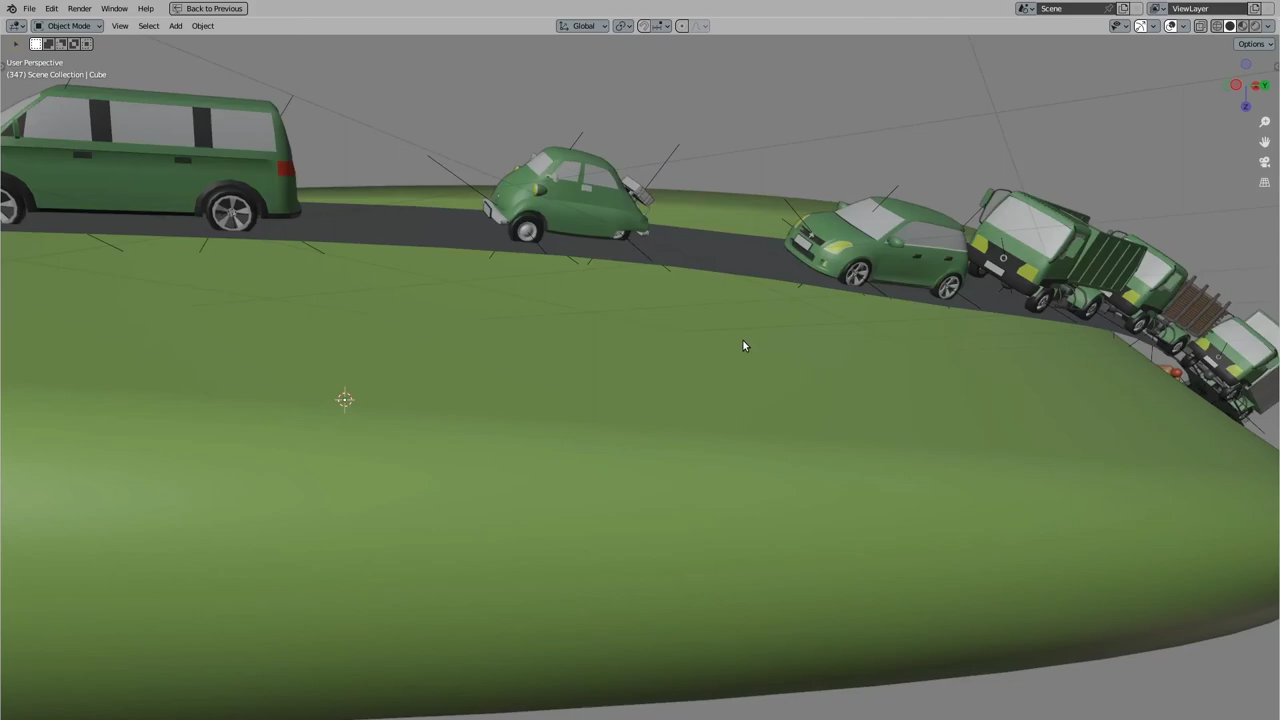 File Edit Render Window Help Back to Previous Scene ViewLayer
Object Mode View Select Add Object Global
Options
User Perspective
(347) Scene Collection | Cube
Y
Z